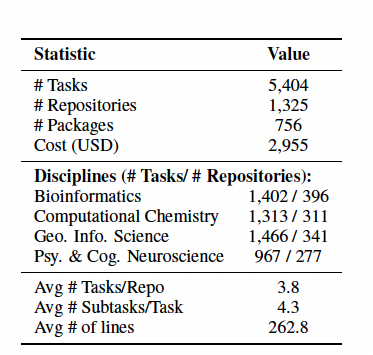 Statistic Value
# Tasks 5,404
# Repositories 1,325
# Packages 756
Cost (USD) 2,955
Disciplines (# Tasks/ # Repositories):
Bioinformatics 1,402 / 396
Computational Chemistry 1,313 / 311
Geo. Info. Science 1,466 / 341
Psy. & Cog. Neuroscience 967 / 277
Avg # Tasks/Repo 3.8
Avg # Subtasks/Task 4.3
Avg # of lines 262.8